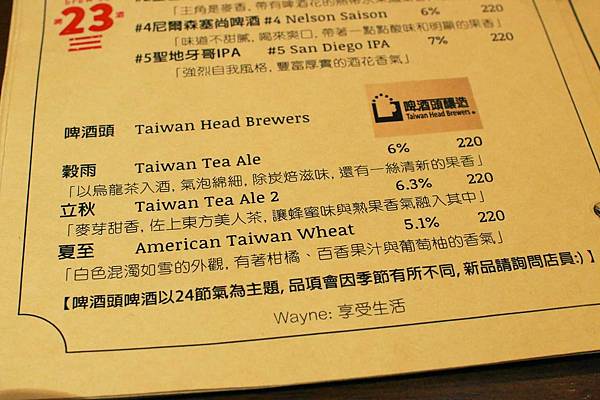 23
「主角是麥香, 帶有啤酒花的
#4尼爾森塞尚啤酒 #4 Nelson Saison 6%
「味道不甜膩, 喝來爽口, 帶著一點點酸味和明顯的果香」
#5聖地牙哥IPA #5 San Diego IPA 7% 220
「強烈自我風格, 豐富厚實的酒花香氣」
啤酒頭釀造
Taiwan Head Brewers
啤酒頭 Taiwan Head Brewers
穀雨 Taiwan Tea Ale 6% 220
「以烏龍茶入酒, 氣泡綿細, 除炭焙滋味, 還有一絲清新的果香」
立秋 Taiwan Tea Ale 2 6.3% 220
「麥芽甜香, 佐上東方美人茶, 讓蜂蜜味與熟果香氣融入其中」
夏至 American Taiwan Wheat 5.1% 220
「白色混濁如雪的外觀, 有著柑橘、百香果汁與葡萄柚的香氣」
【啤酒頭啤酒以24節氣為主題, 品項會因季節有所不同, 新品請詢問店員:) 】
Wayne: 享受生活